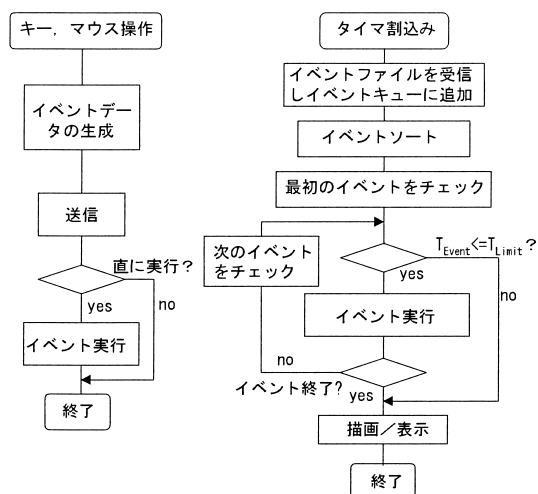 キー，マウス操作
イベントデー
タの生成
送信
直に実行？
yes
no
イベント実行
終了
タイマ割込み
イベントファイルを受信
しイベントキューに追加
イベントソート
最初のイベントをチェック
次のイベント
をチェック
TEvent<=TLimit？
yes
no
イベント実行
no
イベント終了?
yes
描画／表示
終了